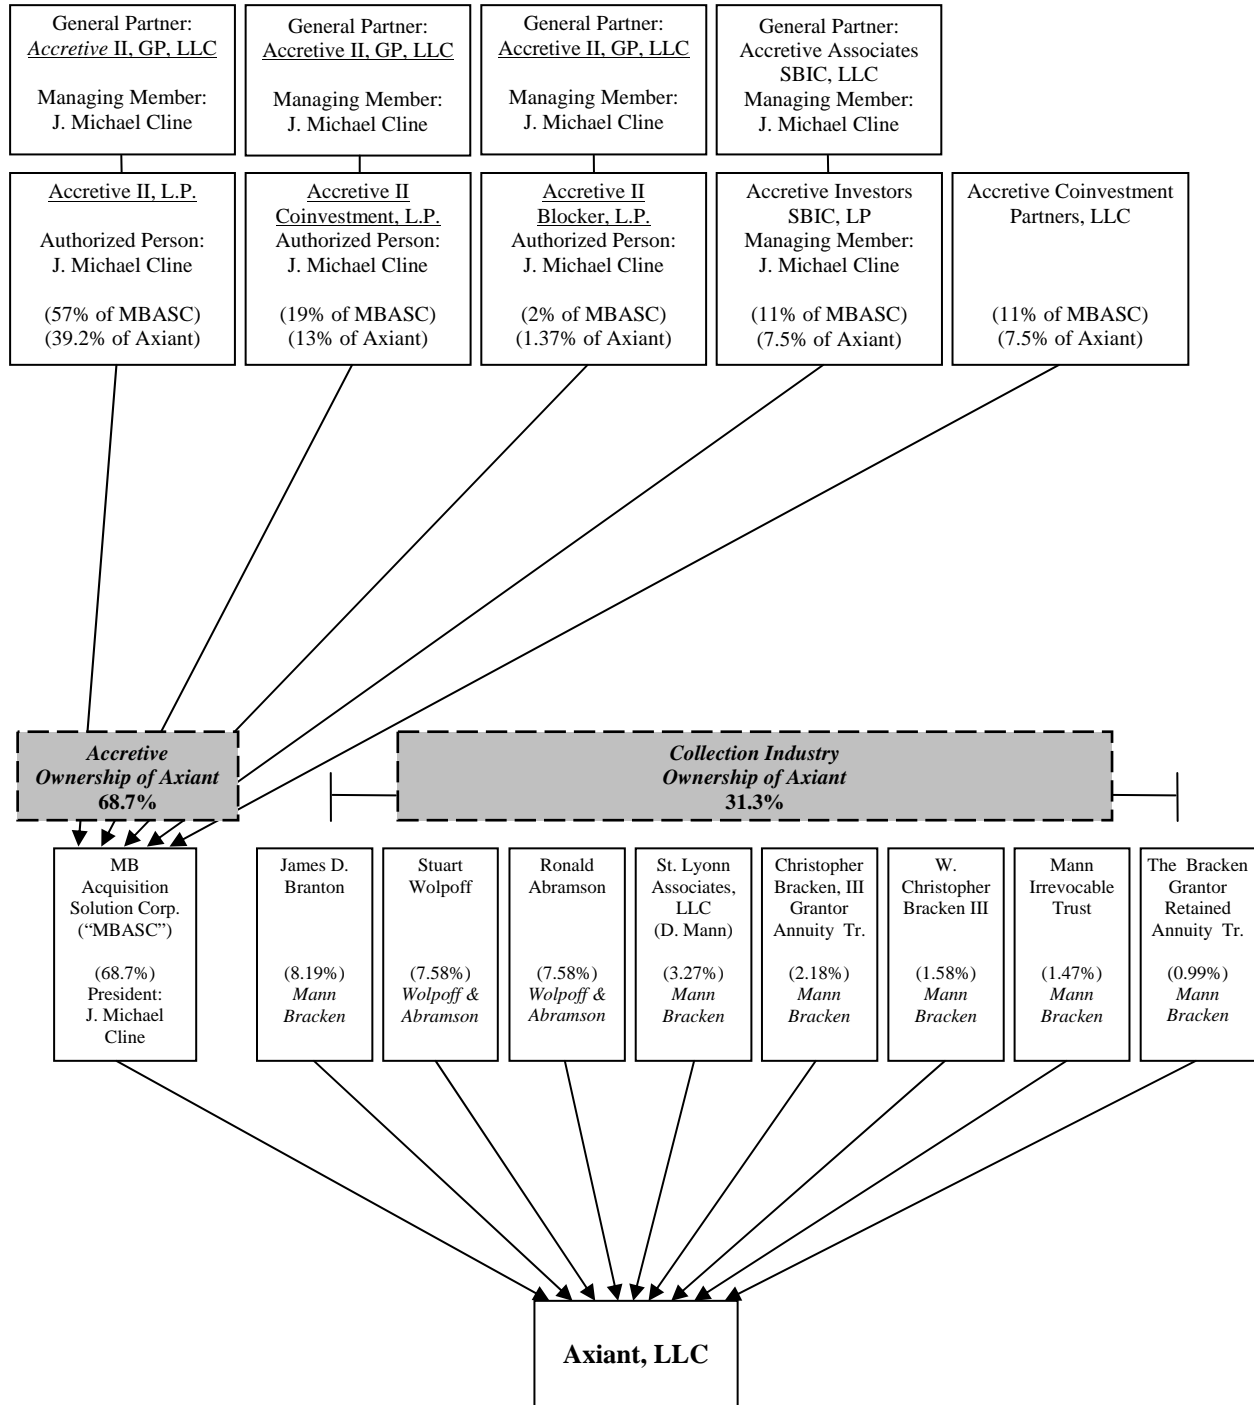 General Partner:
Accretive II, GP, LLC
Managing Member:
J. Michael Cline
General Partner:
Accretive II, GP, LLC
Managing Member:
J. Michael Cline
General Partner:
Accretive II, GP, LLC
Managing Member:
J. Michael Cline
General Partner:
Accretive Associates
SBIC, LLC
Managing Member:
J. Michael Cline
Accretive II, L.P.
Authorized Person:
J. Michael Cline
(57% of MBASC)
(39.2% of Axiant)
Accretive II
Coinvestment, L.P.
Authorized Person:
J. Michael Cline
(19% of MBASC)
(13% of Axiant)
Accretive II
Blocker, L.P.
Authorized Person:
J. Michael Cline
(2% of MBASC)
(1.37% of Axiant)
Accretive Investors
SBIC, LP
Managing Member:
J. Michael Cline
(11% of MBASC)
(7.5% of Axiant)
Accretive Coinvestment
Partners, LLC
(11% of MBASC)
(7.5% of Axiant)
Accretive
Ownership of Axiant
68.7%
Collection Industry
Ownership of Axiant
31.3%
MB
Acquisition
Solution Corp.
(“MBASC”)
(68.7%)
President:
J. Michael
Cline
James D.
Branton
(8.19%)
Mann
Bracken
Stuart
Wolpoff
(7.58%)
Wolpoff &
Abramson
Ronald
Abramson
(7.58%)
Wolpoff &
Abramson
St. Lyonn
Associates,
LLC
(D. Mann)
(3.27%)
Mann
Bracken
Christopher
Bracken, III
Grantor
Annuity Tr.
(2.18%)
Mann
Bracken
W.
Christopher
Bracken III
(1.58%)
Mann
Bracken
Mann
Irrevocable
Trust
(1.47%)
Mann
Bracken
The Bracken
Grantor
Retained
Annuity Tr.
(0.99%)
Mann
Bracken
Axiant, LLC